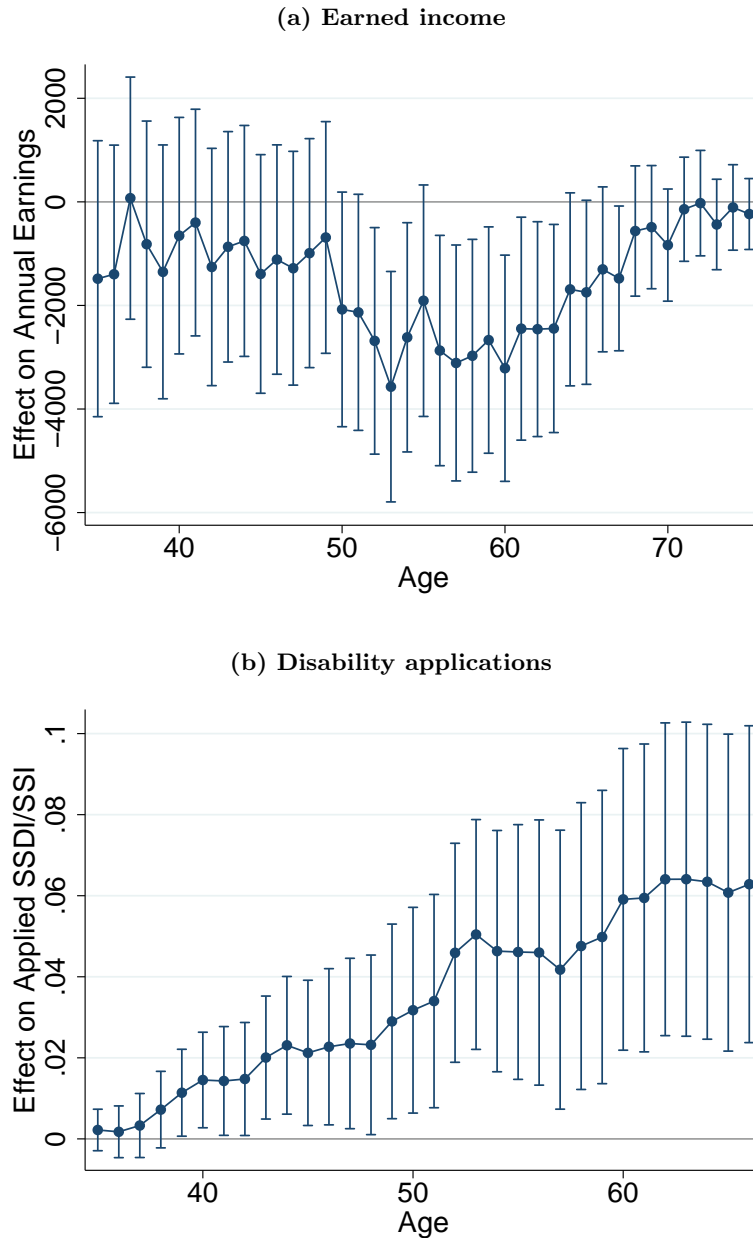 (a) Earned income
Effect on Annual Earnings
2000
0
−2000
−4000
−6000
40 50 60 70
Age
(b) Disability applications
Effect on Applied SSDI/SSI
.1
.08
.06
.04
.02
0
40 50 60
Age